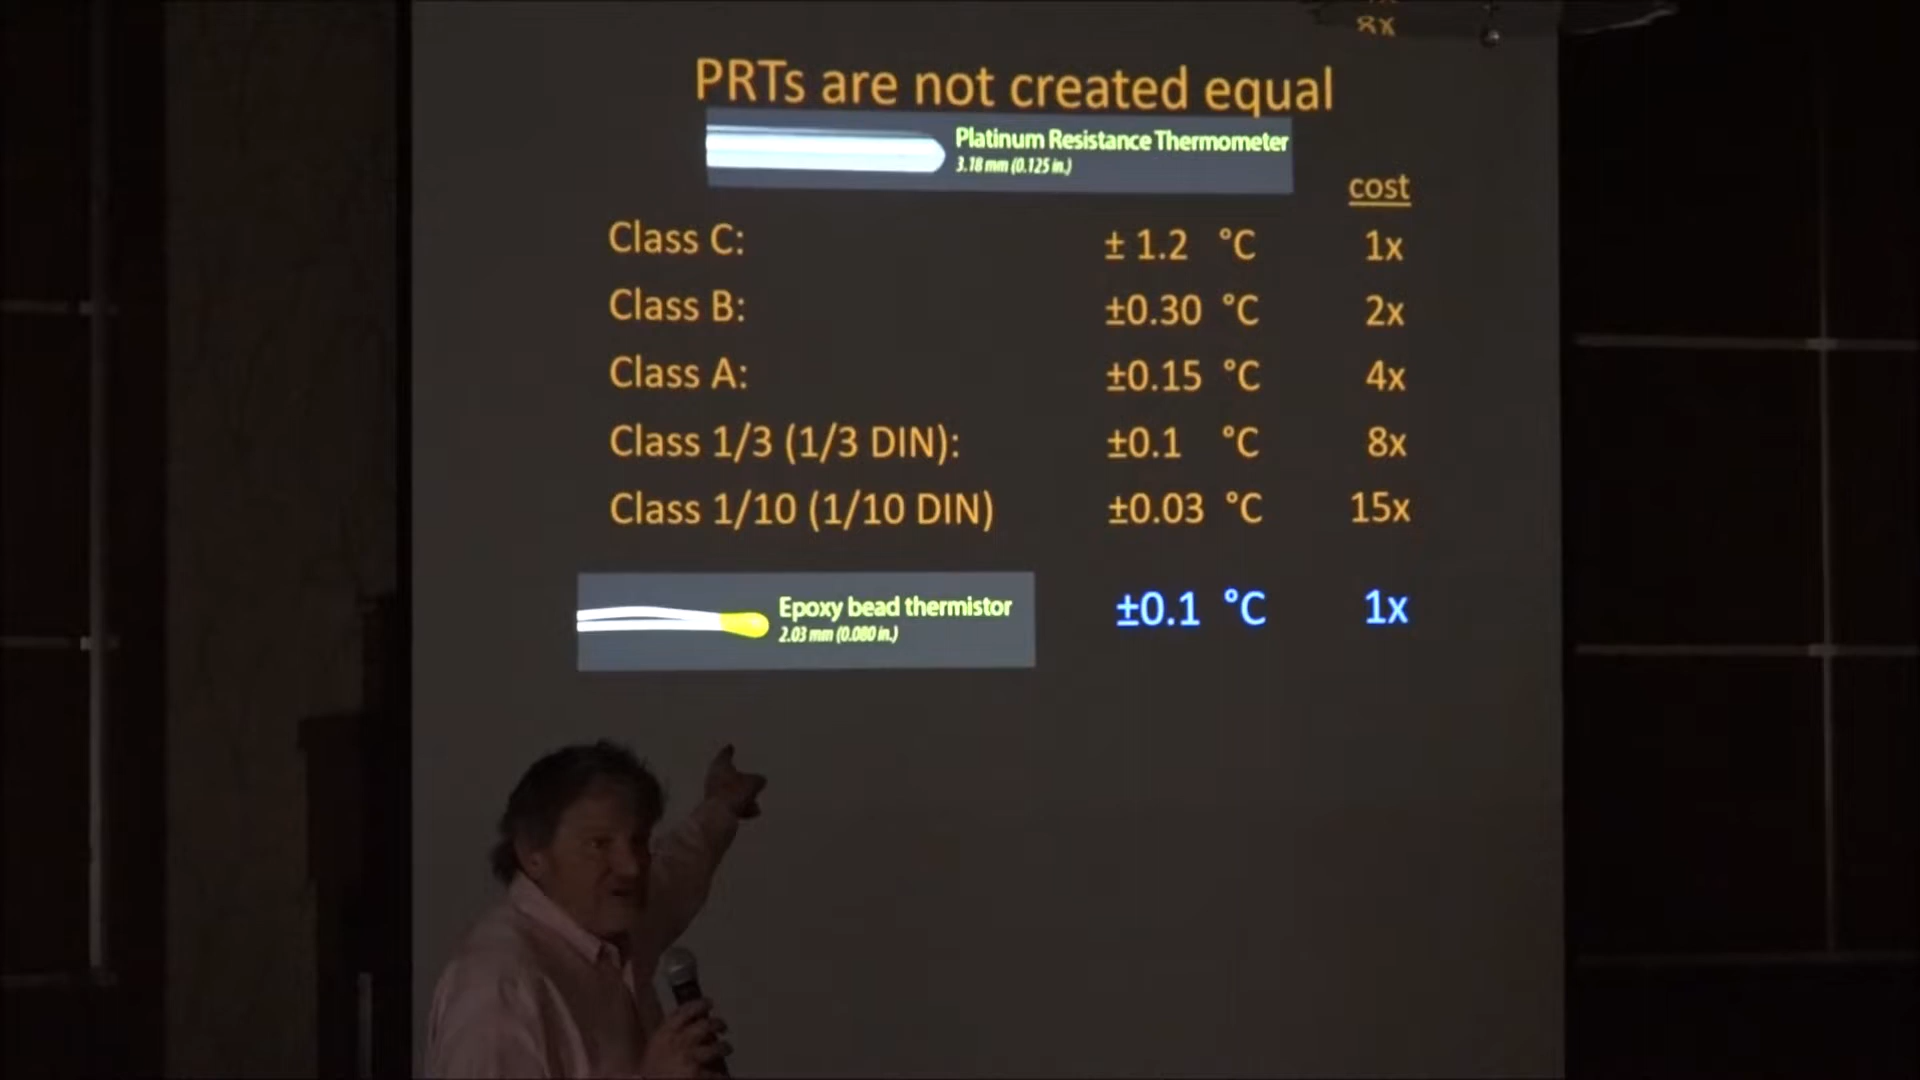 8x
PRTs are not created equal
Platinum Resistance Thermometer
3.18 mm (0.125 in.)
cost
Class C: ± 1.2 °C 1x
Class B: ±0.30 °C 2x
Class A: ±0.15 °C 4x
Class 1/3 (1/3 DIN): ±0.1 °C 8x
Class 1/10 (1/10 DIN) ±0.03 °C 15x
Epoxy bead thermistor ±0.1 °C 1x
2.03 mm (0.080 in.)